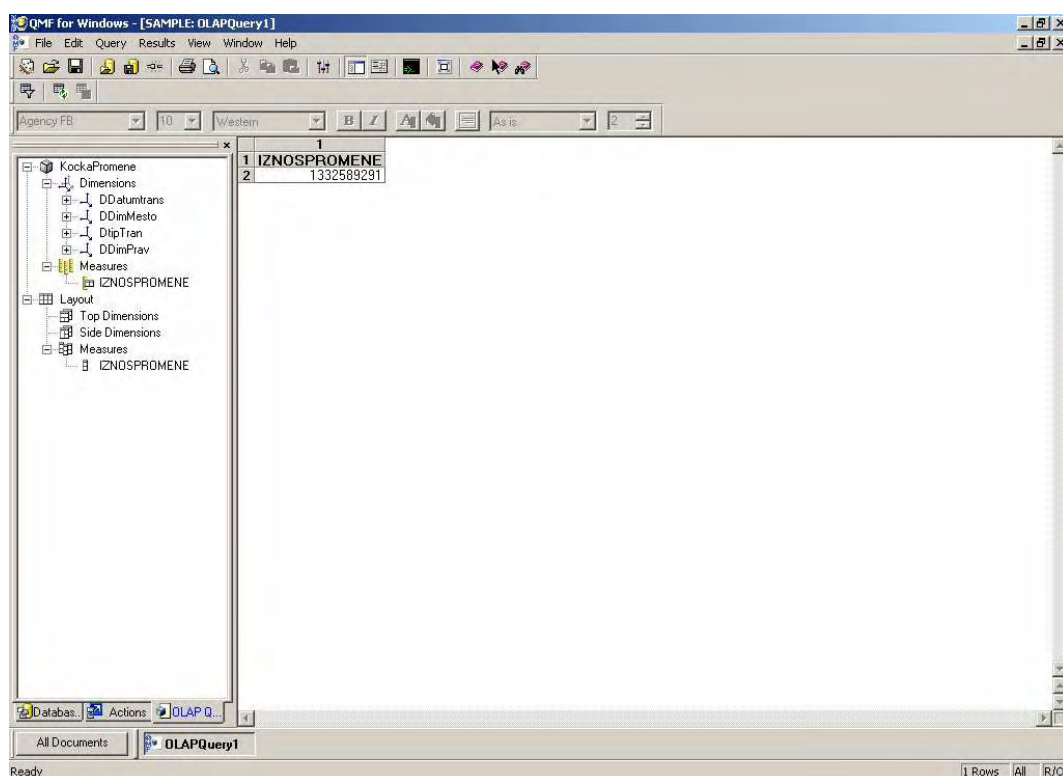 QMF for Windows - [SAMPLE: OLAPQuery1]
File Edit Query Results View Window Help
Agency FB 10 Western B I As is 2
KockaPromene
Dimensions
DDatumtrans
DDimMesto
DtipTran
DDimPrav
Measures
IZNOSPROMENE
Layout
Top Dimensions
Side Dimensions
Measures
IZNOSPROMENE
1
1 IZNOSPROMENE
2 1332589291
Databas.. Actions OLAP Q...
All Documents OLAPQuery1
Ready 1 Rows All